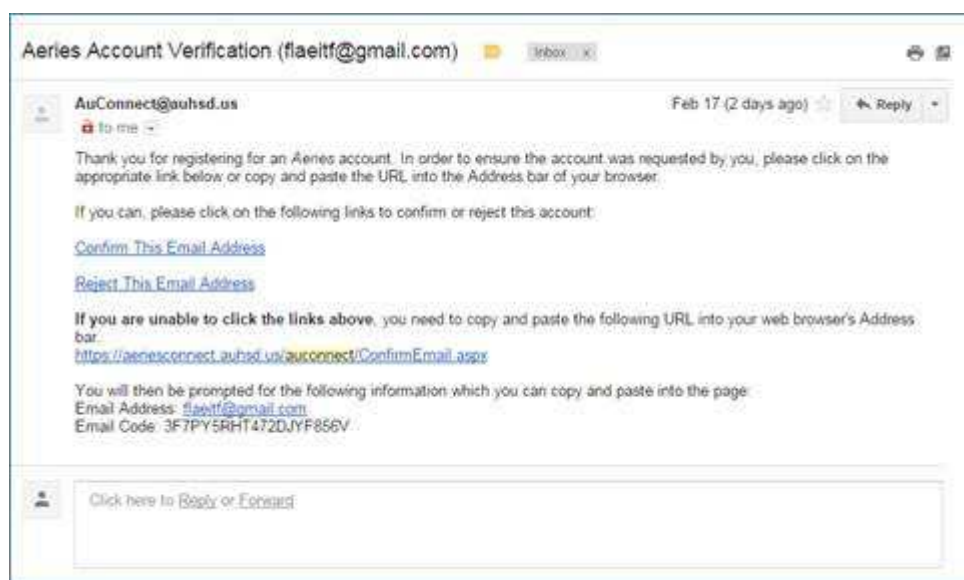 Aeries Account Verification (flaeitf@gmail.com)
Inbox x
AuConnect@auhsd.us
Feb 17 (2 days ago)
Reply
to me
Thank you for registering for an Aeries account. In order to ensure the account was requested by you, please click on the
appropriate link below or copy and paste the URL into the Address bar of your browser.
If you can, please click on the following links to confirm or reject this account:
Confirm This Email Address
Reject This Email Address
If you are unable to click the links above, you need to copy and paste the following URL into your web browser's Address
bar.
https://aeriesconnect.auhsd.us/auconnect/ConfirmEmail.aspx
You will then be prompted for the following information which you can copy and paste into the page:
Email Address: flaeitf@gmail.com
Email Code: 3F7PY5RHT472DJYF856V
Click here to Reply or Forward